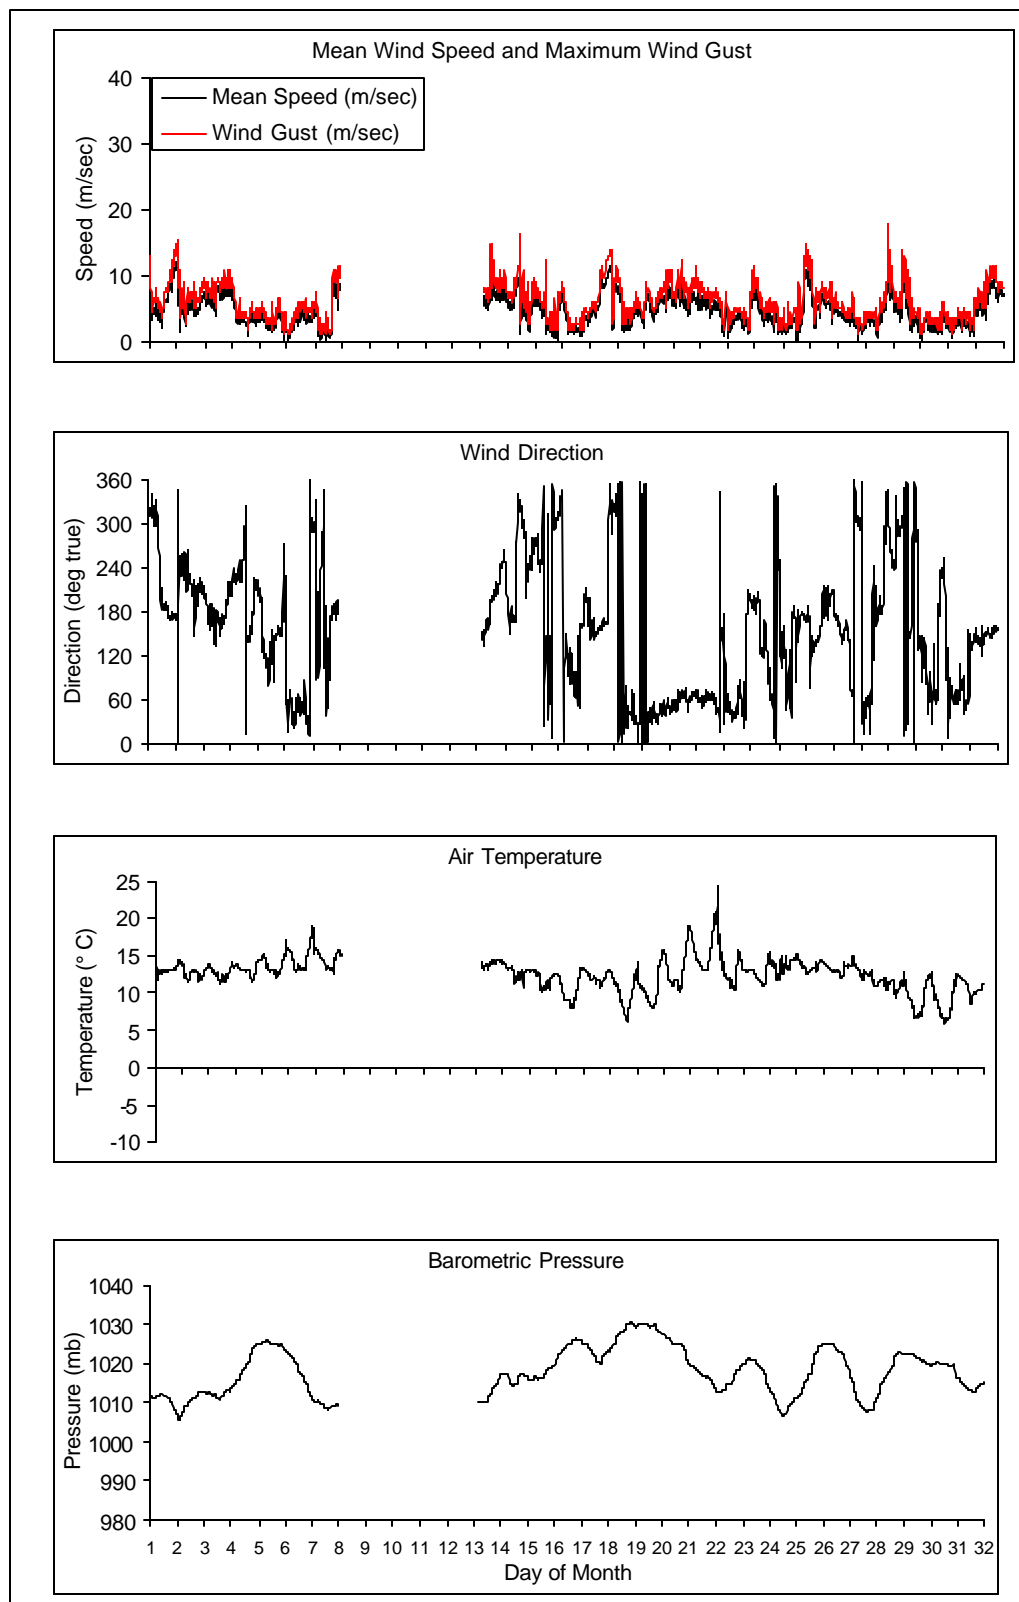 Mean Wind Speed and Maximum Wind Gust
40
30
20
10
0
Speed (m/sec)
Mean Speed (m/sec)
Wind Gust (m/sec)
Wind Direction
360
300
240
180
120
60
0
Direction (deg true)
Air Temperature
25
20
15
10
5
0
-5
-10
Temperature (° C)
Barometric Pressure
1040
1030
1020
1010
1000
990
980
Pressure (mb)
1 2 3 4 5 6 7 8 9 10 11 12 13 14 15 16 17 18 19 20 21 22 23 24 25 26 27 28 29 30 31 32
Day of Month